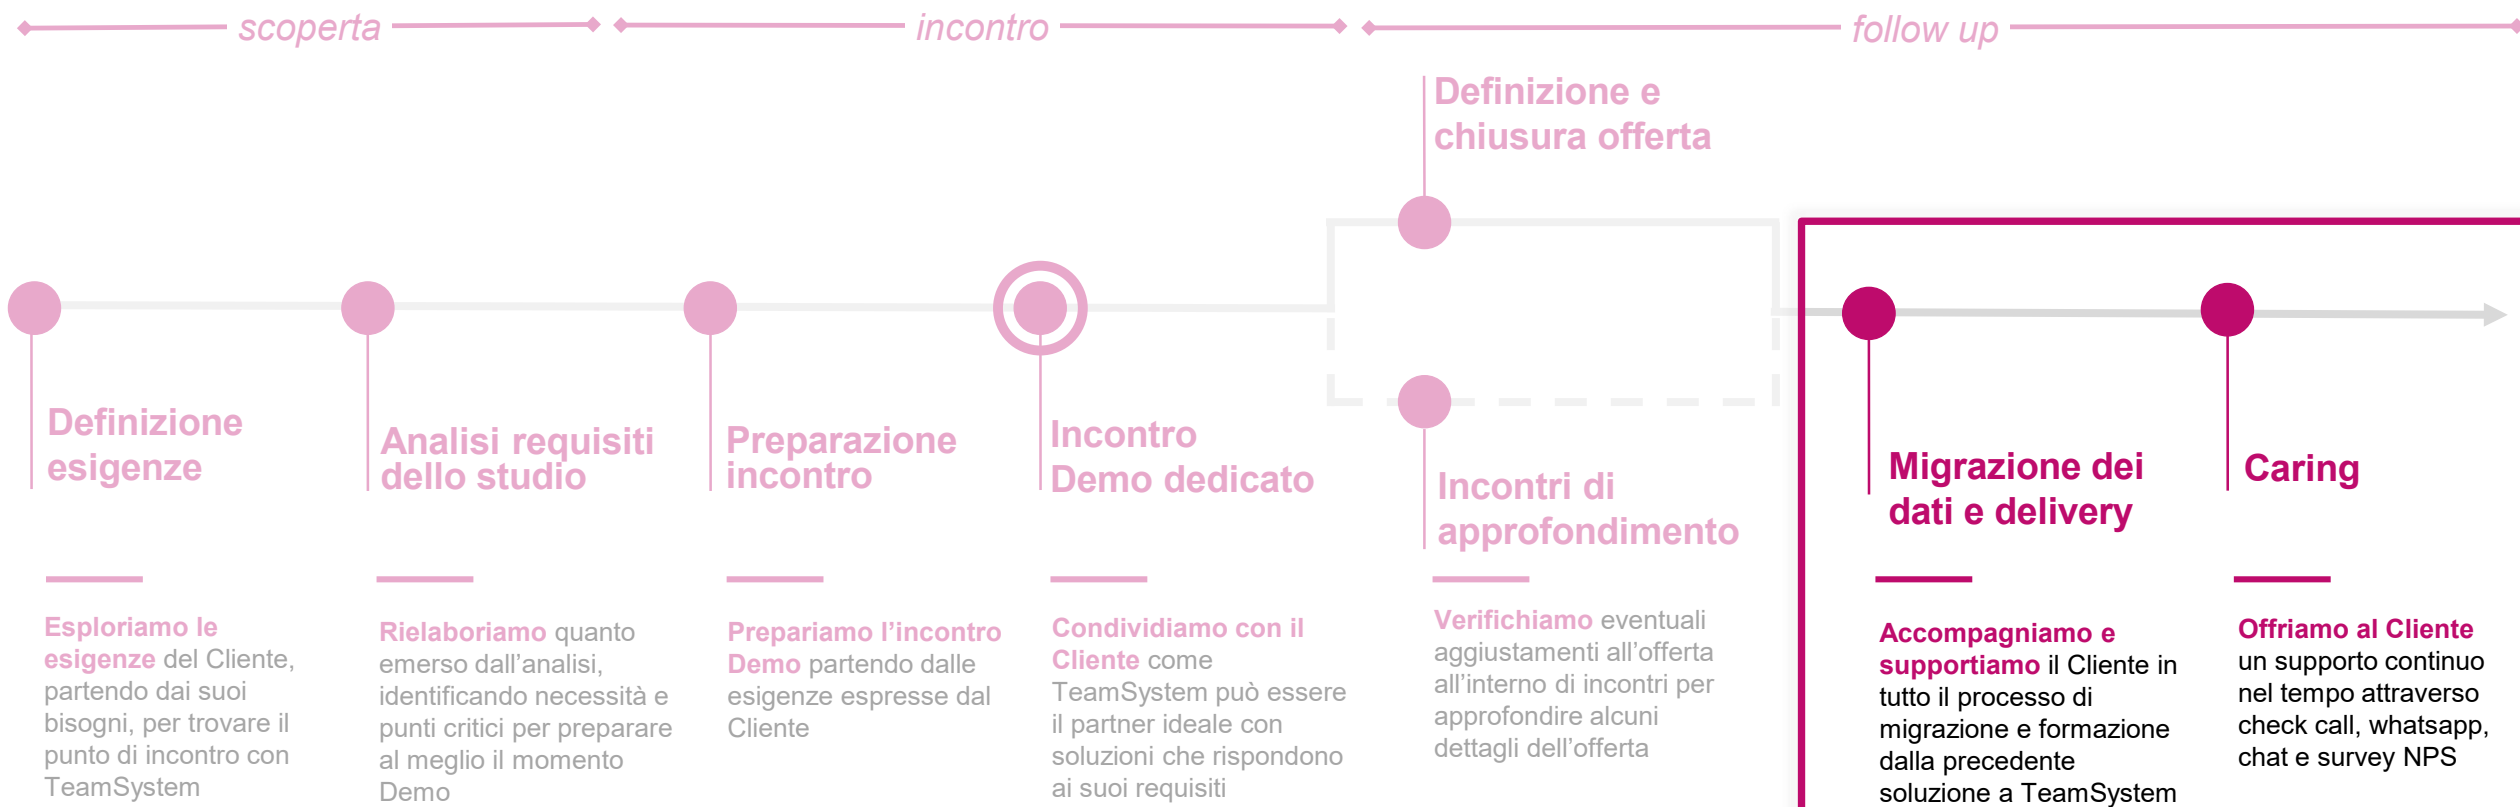 scoperta
incontro
follow up
Definizione e
chiusura offerta
Definizione
esigenze
Analisi requisiti
dello studio
Preparazione
incontro
Incontro
Demo dedicato
Incontri di
approfondimento
Migrazione dei
dati e delivery
Caring
Esploriamo le
esigenze del Cliente,
partendo dai suoi
bisogni, per trovare il
punto di incontro con
TeamSystem
Rielaboriamo quanto
emerso dall’analisi,
identificando necessità e
punti critici per preparare
al meglio il momento
Demo
Prepariamo l’incontro
Demo partendo dalle
esigenze espresse dal
Cliente
Condividiamo con il
Cliente come
TeamSystem può essere
il partner ideale con
soluzioni che rispondono
ai suoi requisiti
Verifichiamo eventuali
aggiustamenti all’offerta
all’interno di incontri per
approfondire alcuni
dettagli dell’offerta
Accompagniamo e
supportiamo il Cliente in
tutto il processo di
migrazione e formazione
dalla precedente
soluzione a TeamSystem
Offriamo al Cliente
un supporto continuo
nel tempo attraverso
check call, whatsapp,
chat e survey NPS